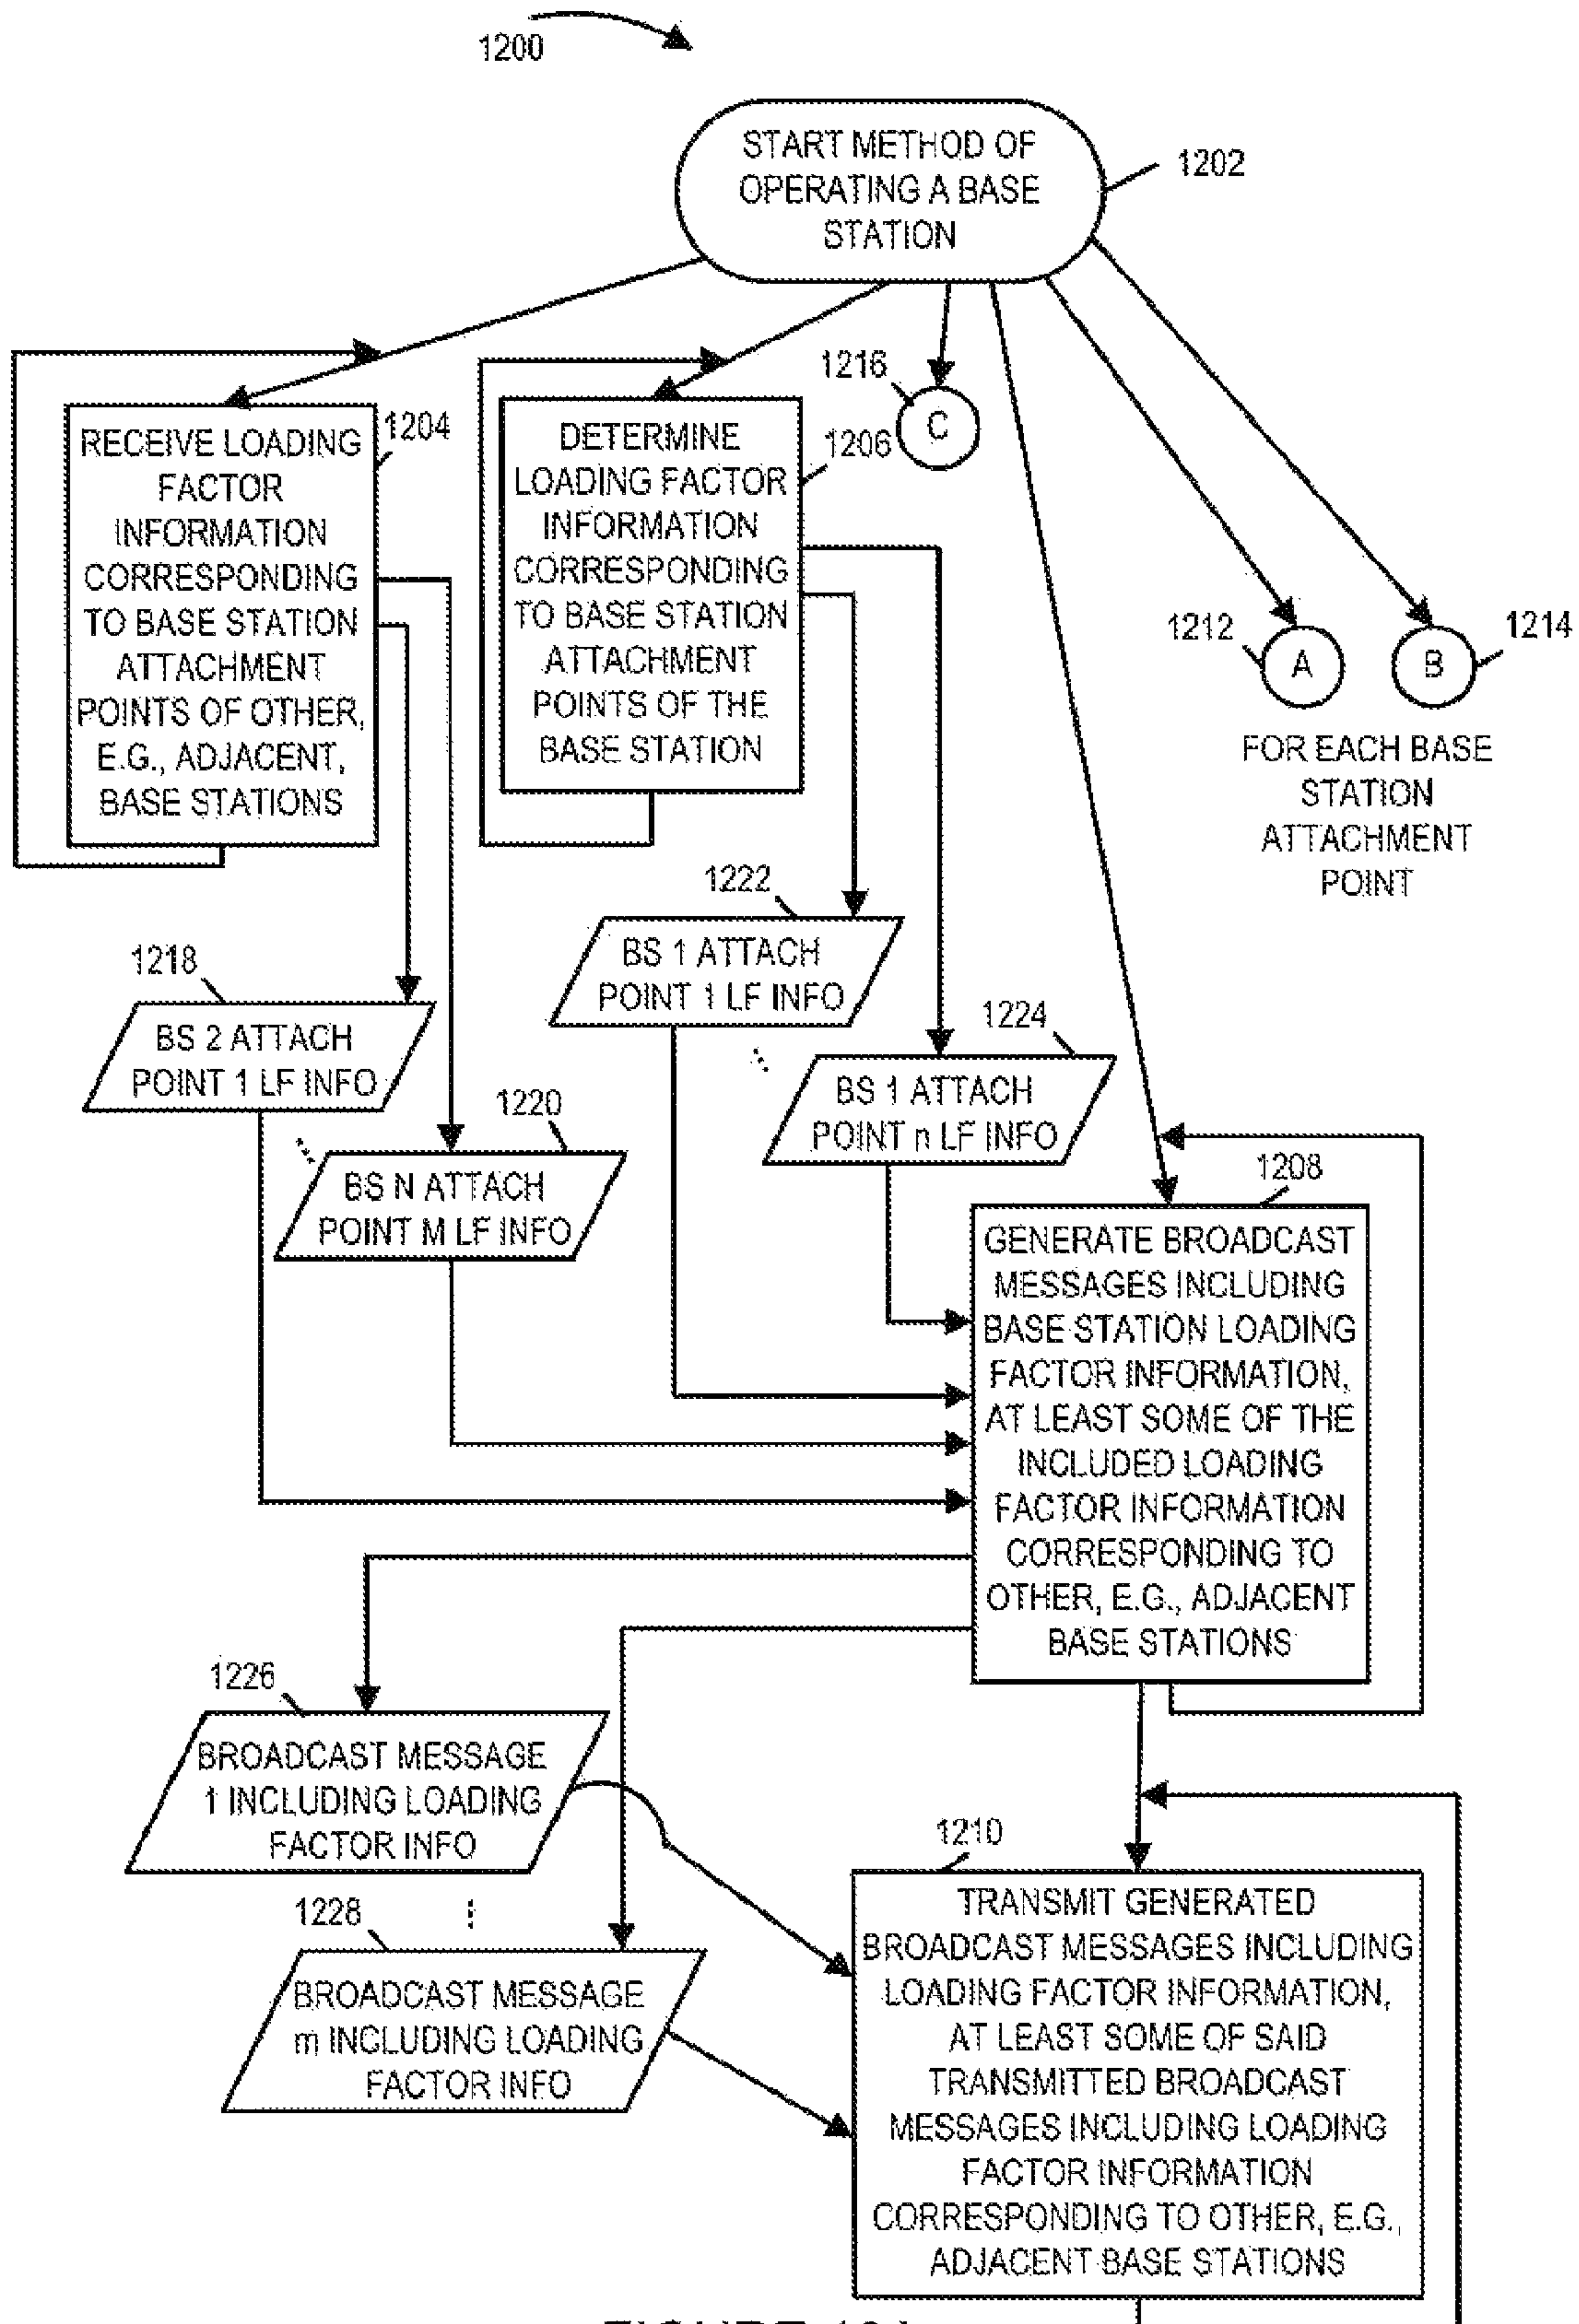 1200
START METHOD OF
OPERATING A BASE
STATION
1202
1216
C
1204
RECEIVE LOADING
FACTOR
INFORMATION
CORRESPONDING
TO BASE STATION
ATTACHMENT
POINTS OF OTHER,
E.G., ADJACENT,
BASE STATIONS
1206
DETERMINE
LOADING FACTOR
INFORMATION
CORRESPONDING
TO BASE STATION
ATTACHMENT
POINTS OF THE
BASE STATION
1212
A
B
1214
FOR EACH BASE
STATION
ATTACHMENT
POINT
1222
BS 1 ATTACH
POINT 1 LF INFO
1218
BS 2 ATTACH
POINT 1 LF INFO
1224
BS 1 ATTACH
POINT n LF INFO
1220
BS N ATTACH
POINT M LF INFO
1208
GENERATE BROADCAST
MESSAGES INCLUDING
BASE STATION LOADING
FACTOR INFORMATION,
AT LEAST SOME OF THE
INCLUDED LOADING
FACTOR INFORMATION
CORRESPONDING TO
OTHER, E.G., ADJACENT
BASE STATIONS
1226
BROADCAST MESSAGE
1 INCLUDING LOADING
FACTOR INFO
1228
BROADCAST MESSAGE
m INCLUDING LOADING
FACTOR INFO
1210
TRANSMIT GENERATED
BROADCAST MESSAGES INCLUDING
LOADING FACTOR INFORMATION,
AT LEAST SOME OF SAID
TRANSMITTED BROADCAST
MESSAGES INCLUDING LOADING
FACTOR INFORMATION
CORRESPONDING TO OTHER, E.G.,
ADJACENT BASE STATIONS